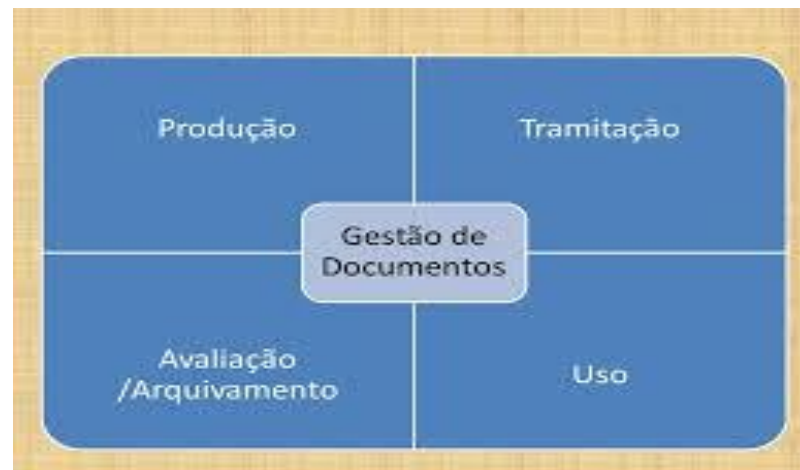 Produção
Tramitação
Gestão de
Documentos
Avaliação
/Arquivamento
Uso